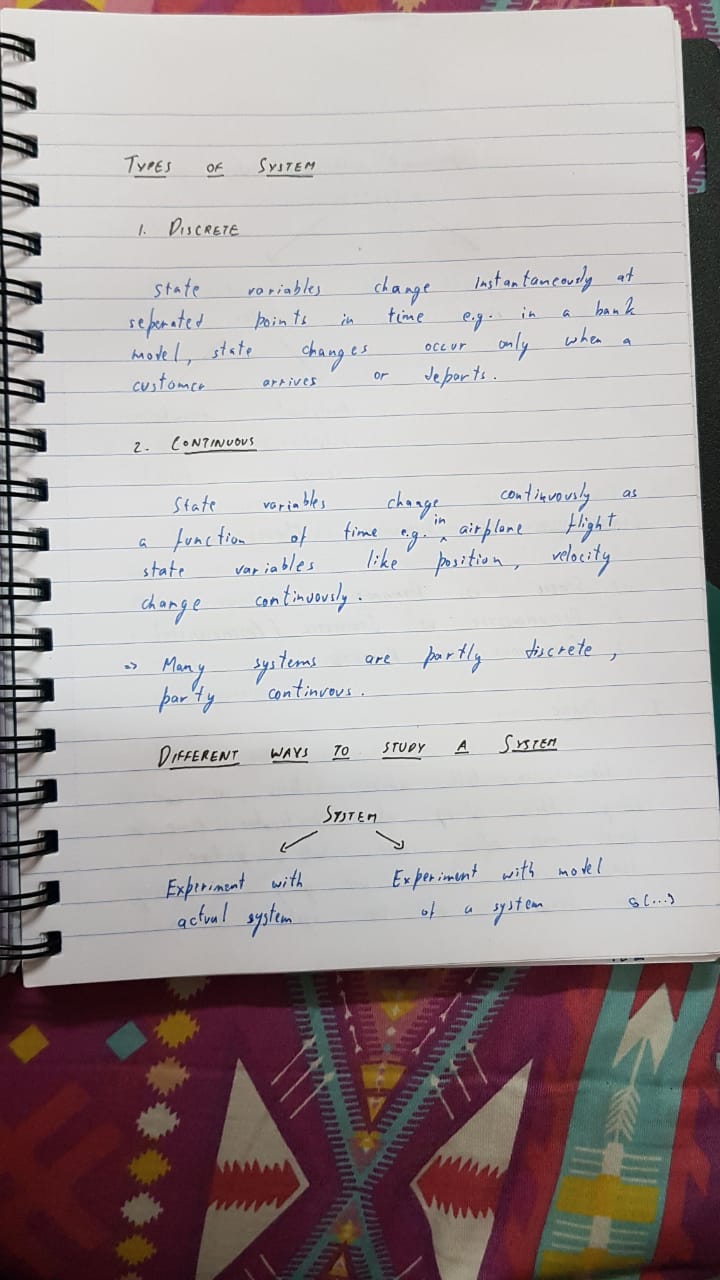 TYPES OF SYSTEM
1. DISCRETE
State variables change instantaneously at
seperated points in time e.g. in a bank
model, state changes occur only when a
customer arrives or departs.
2. CONTINUOUS
State variables change continuously as
a function of time e.g. in airplane flight
state variables like position, velocity
change continuously.
=> Many systems are partly discrete,
party continuous.
DIFFERENT WAYS TO STUDY A SYSTEM
SYSTEM
Experiment with actual system
Experiment with model of a system